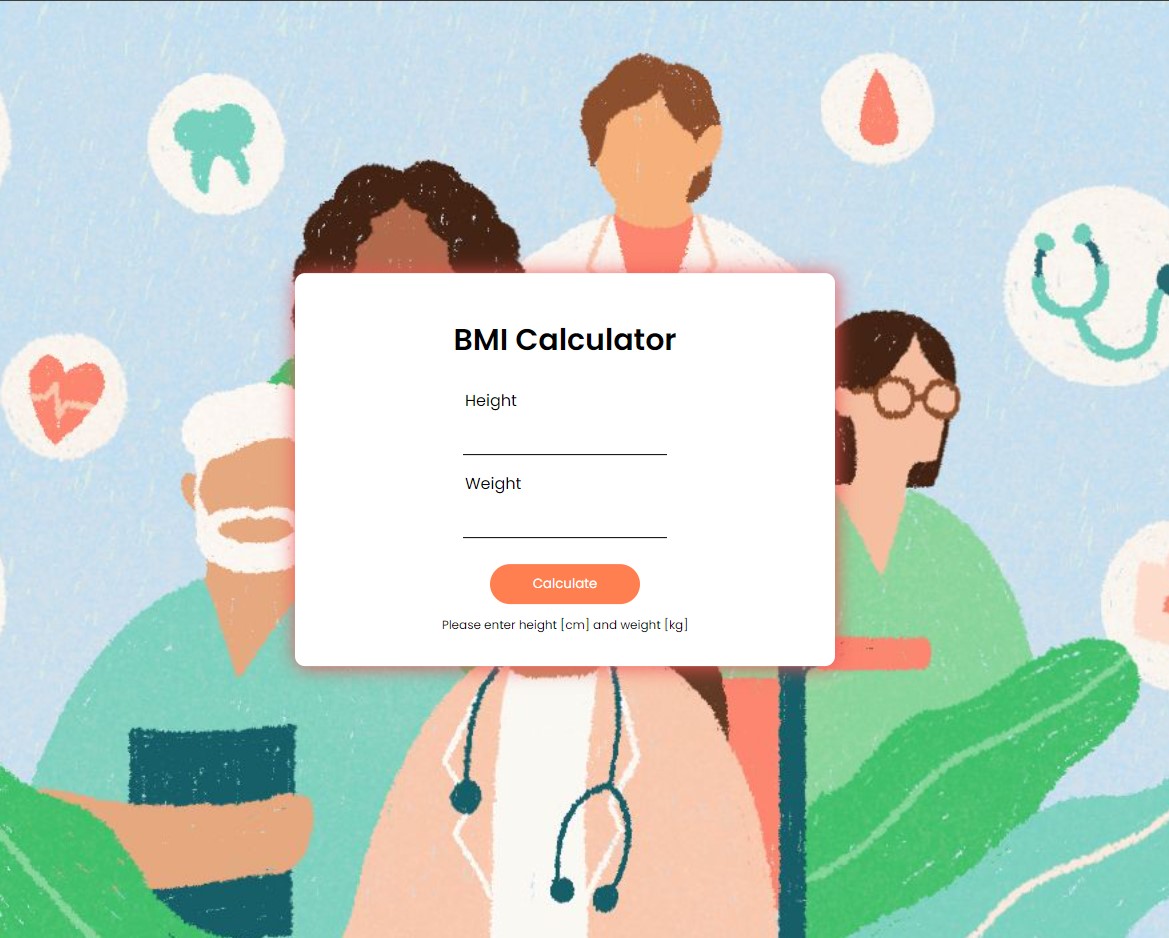 BMI Calculator
Height
Weight
Calculate
Please enter height [cm] and weight [kg]